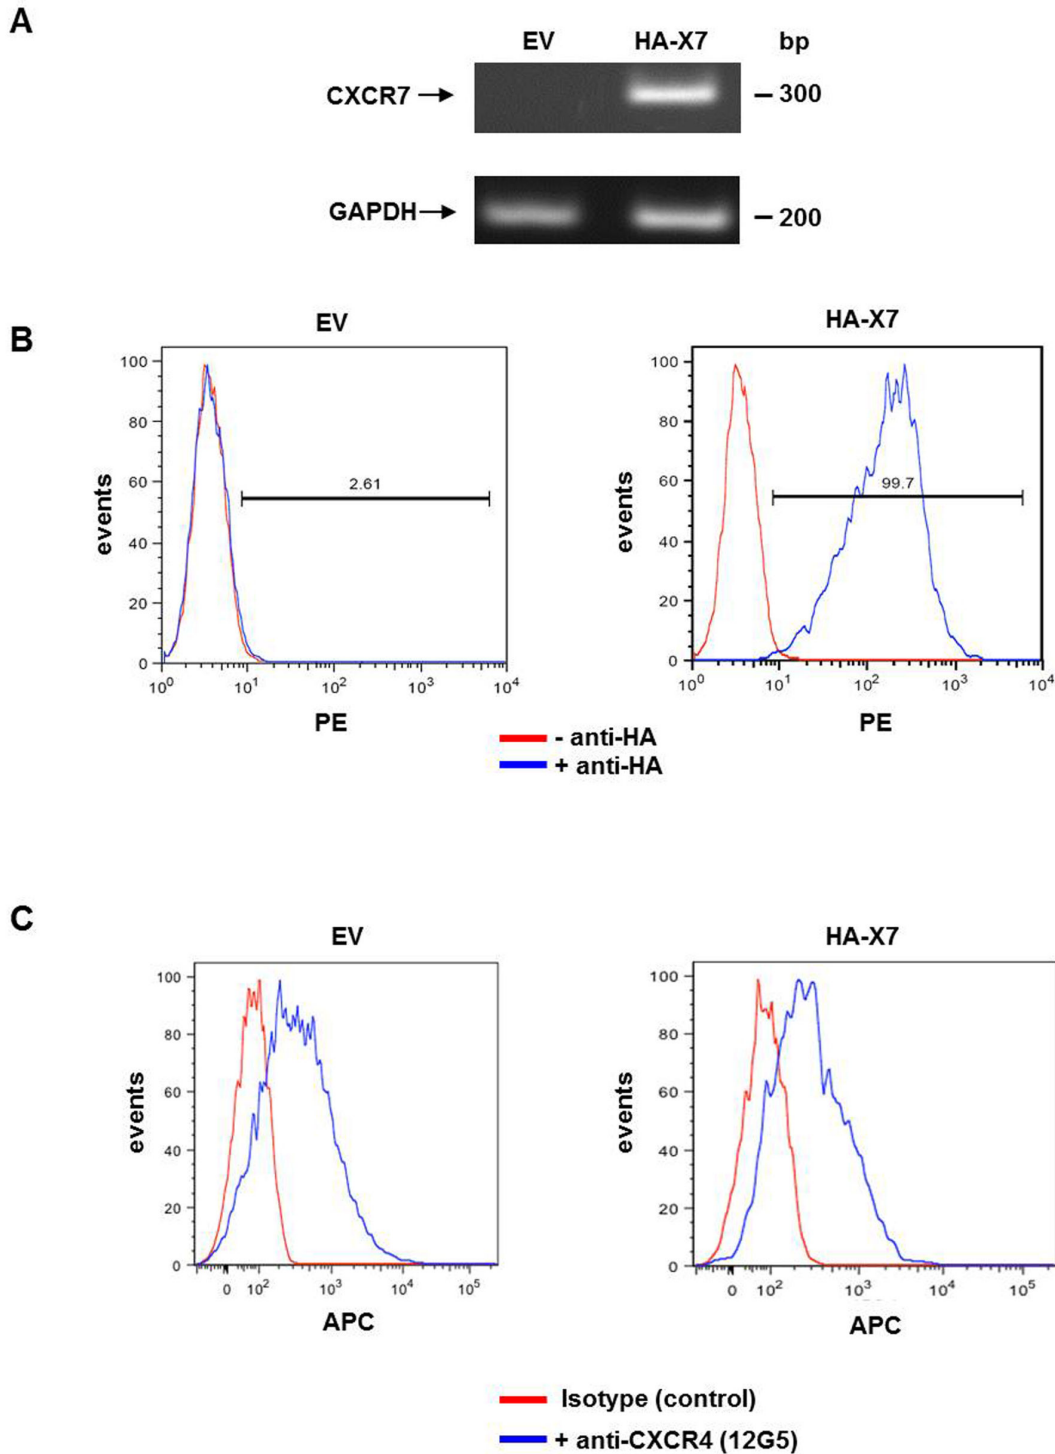 A
EV HA-X7 bp
CXCR7 300
GAPDH 200
B
EV HA-X7
100 100
80 80
60 60
40 40
20 20
0 0
2.61 99.7
events events
10⁰ 10¹ 10² 10³ 10⁴ 10⁰ 10¹ 10² 10³ 10⁴
PE PE
- anti-HA
+ anti-HA
C
EV HA-X7
100 100
80 80
60 60
40 40
20 20
0 0
events events
0 10² 10³ 10⁴ 10⁵ 0 10² 10³ 10⁴ 10⁵
APC APC
Isotype (control)
+ anti-CXCR4 (12G5)